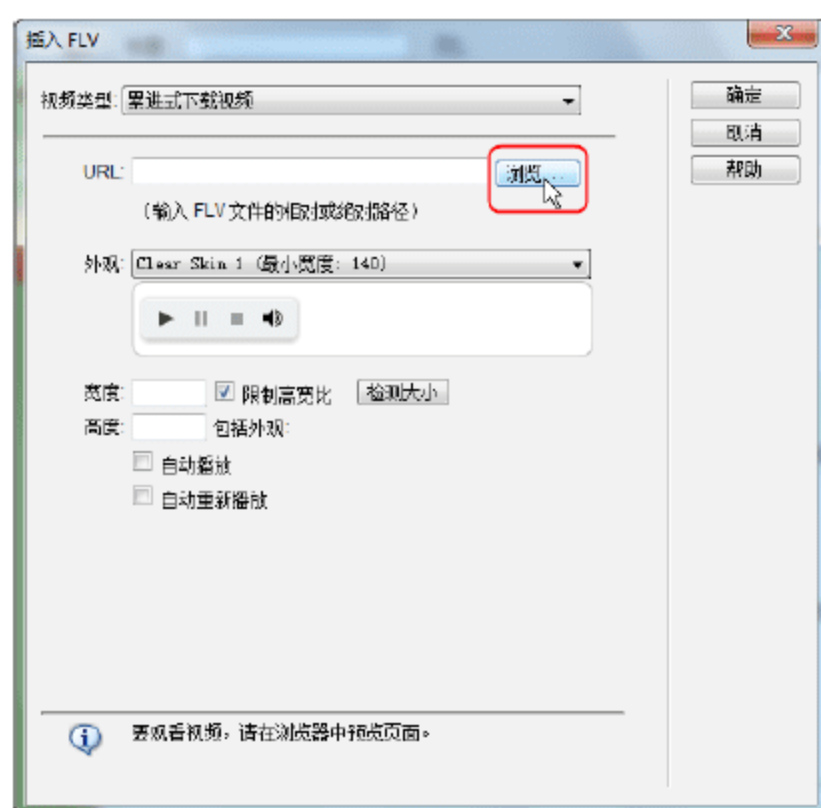 插入 FLV
视频类型: 累进式下载视频
确定
取消
URL: 浏览...
帮助
(输入 FLV 文件的相对或绝对路径)
外观: Clear Skin 1 (最小宽度: 140)
宽度: 限制高宽比 检测大小
高度: 包括外观:
自动播放
自动重新播放
要观看视频,请在浏览器中预览页面。